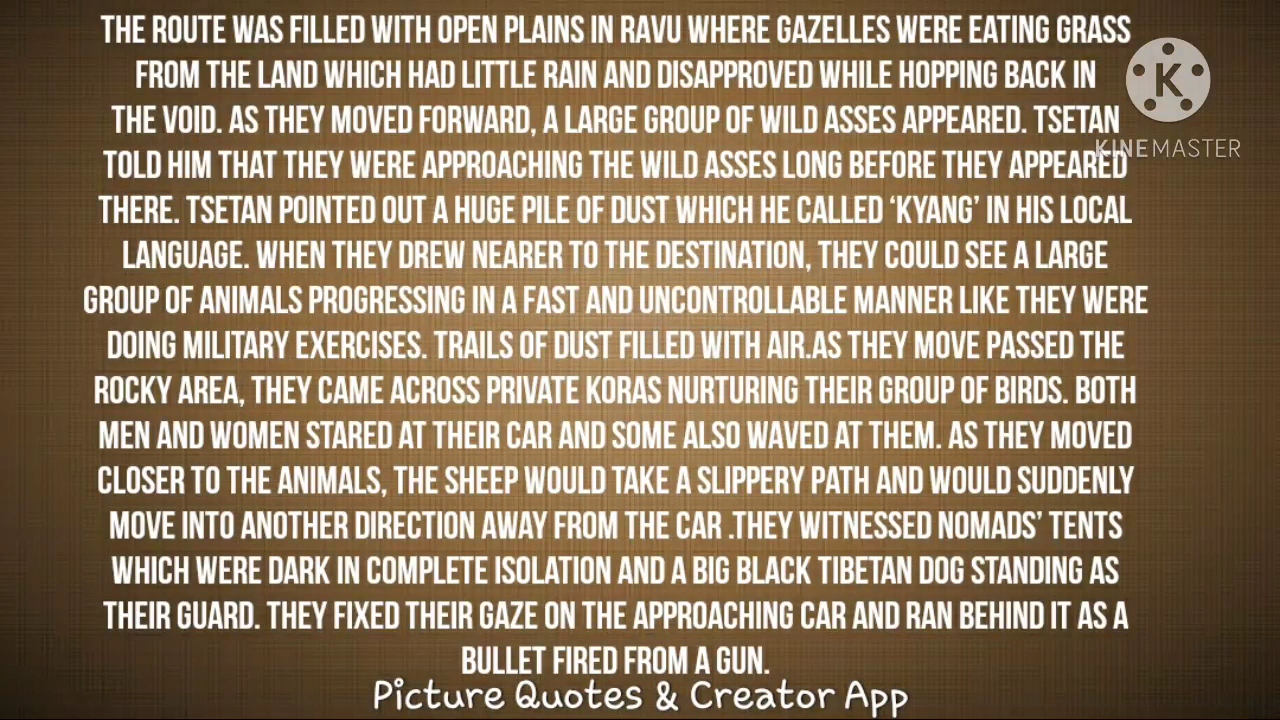 THE ROUTE WAS FILLED WITH OPEN PLAINS IN RAVU WHERE GAZELLES WERE EATING GRASS
FROM THE LAND WHICH HAD LITTLE RAIN AND DISAPPROVED WHILE HOPPING BACK IN
THE VOID. AS THEY MOVED FORWARD, A LARGE GROUP OF WILD ASSES APPEARED. TSETAN
TOLD HIM THAT THEY WERE APPROACHING THE WILD ASSES LONG BEFORE THEY APPEARED
THERE. TSETAN POINTED OUT A HUGE PILE OF DUST WHICH HE CALLED ‘KYANG’ IN HIS LOCAL
LANGUAGE. WHEN THEY DREW NEARER TO THE DESTINATION, THEY COULD SEE A LARGE
GROUP OF ANIMALS PROGRESSING IN A FAST AND UNCONTROLLABLE MANNER LIKE THEY WERE
DOING MILITARY EXERCISES. TRAILS OF DUST FILLED WITH AIR.AS THEY MOVE PASSED THE
ROCKY AREA, THEY CAME ACROSS PRIVATE KORAS NURTURING THEIR GROUP OF BIRDS. BOTH
MEN AND WOMEN STARED AT THEIR CAR AND SOME ALSO WAVED AT THEM. AS THEY MOVED
CLOSER TO THE ANIMALS, THE SHEEP WOULD TAKE A SLIPPERY PATH AND WOULD SUDDENLY
MOVE INTO ANOTHER DIRECTION AWAY FROM THE CAR .THEY WITNESSED NOMADS’ TENTS
WHICH WERE DARK IN COMPLETE ISOLATION AND A BIG BLACK TIBETAN DOG STANDING AS
THEIR GUARD. THEY FIXED THEIR GAZE ON THE APPROACHING CAR AND RAN BEHIND IT AS A
BULLET FIRED FROM A GUN.
Picture Quotes & Creator App
K
KINEMASTER